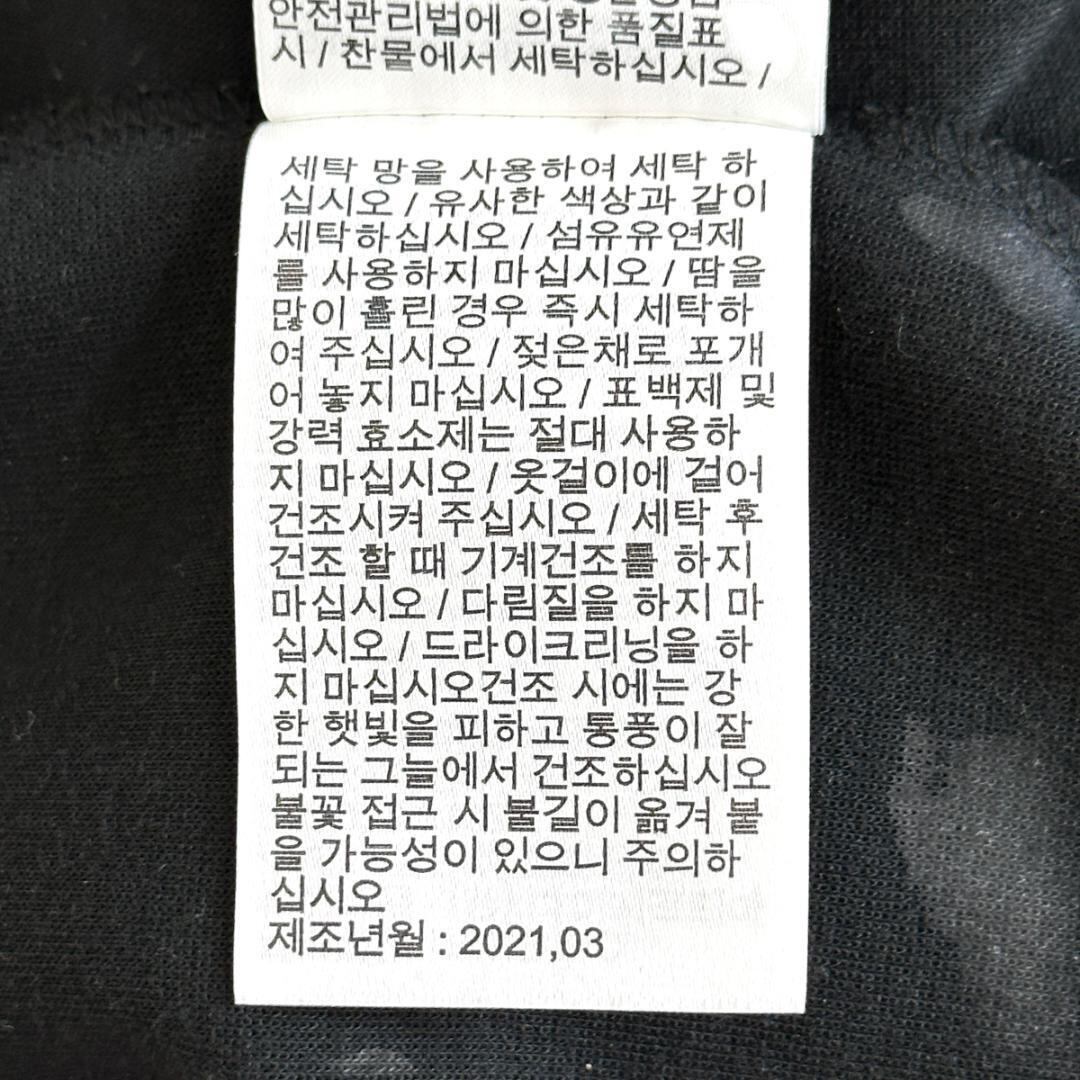 안전관리법에 의한 품질표
시 / 찬물에서 세탁하십시오 /
세탁 망을 사용하여 세탁 하
십시오 / 유사한 색상과 같이
세탁하십시오 / 섬유유연제
를 사용하지 마십시오 / 땀을
많이 흘린 경우 즉시 세탁하
여 주십시오 / 젖은채로 포개
어 놓지 마십시오 / 표백제 및
강력 효소제는 절대 사용하
지 마십시오 / 옷걸이에 걸어
건조시켜 주십시오 / 세탁 후
건조 할 때 기계건조를 하지
마십시오 / 다림질을 하지 마
십시오 / 드라이크리닝을 하
지 마십시오건조 시에는 강
한 햇빛을 피하고 통풍이 잘
되는 그늘에서 건조하십시오
불꽃 접근 시 불길이 옮겨 붙
을 가능성이 있으니 주의하
십시오
제조년월 : 2021,03